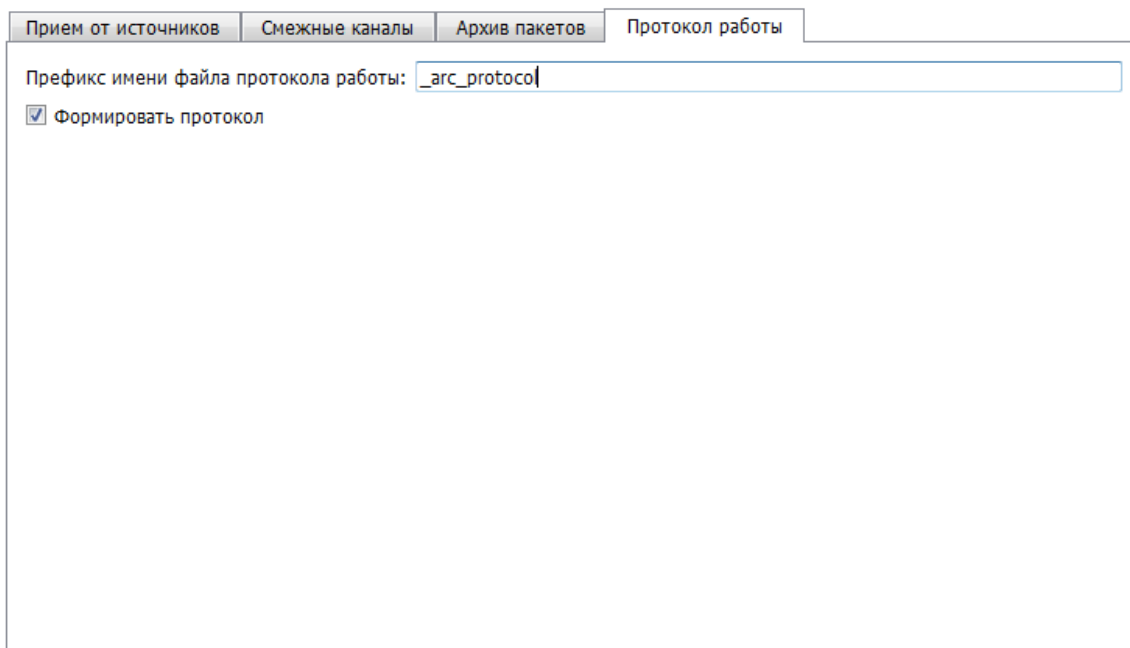 Прием от источников Смежные каналы Архив пакетов Протокол работы
Префикс имени файла протокола работы: _arc_protocol
Формировать протокол